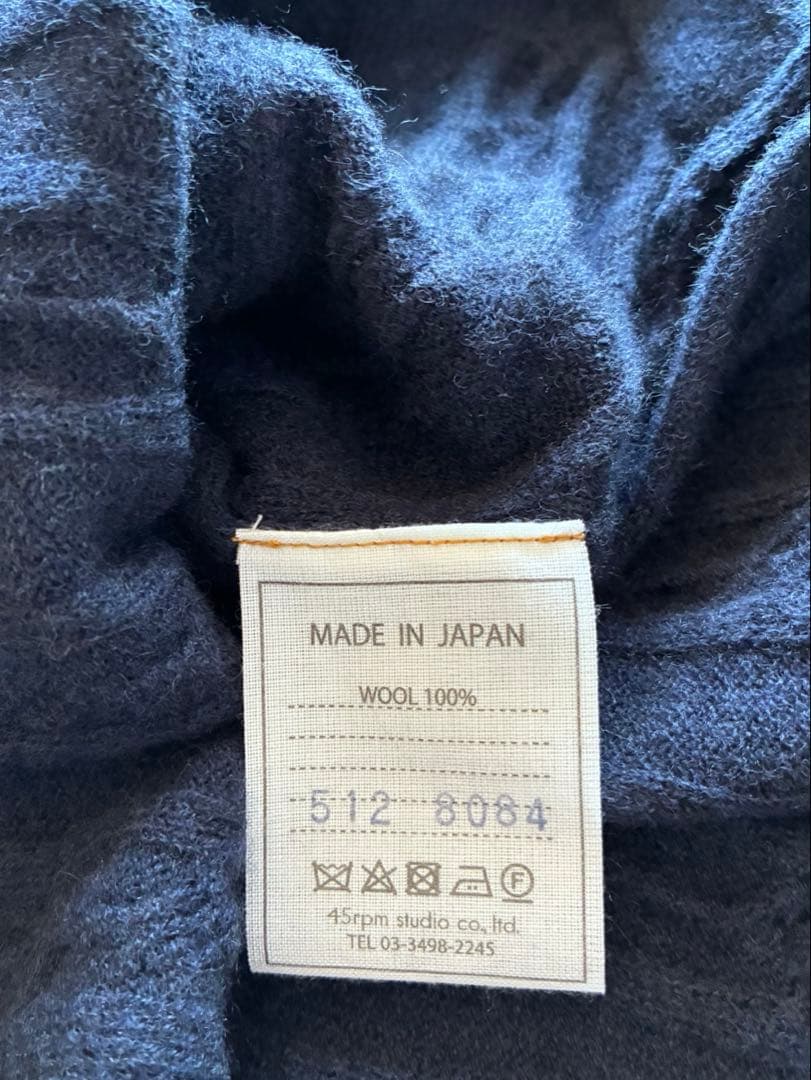 MADE IN JAPAN
WOOL 100%
512 8084
F
45rpm studio co., ltd.
TEL 03-3498-2245